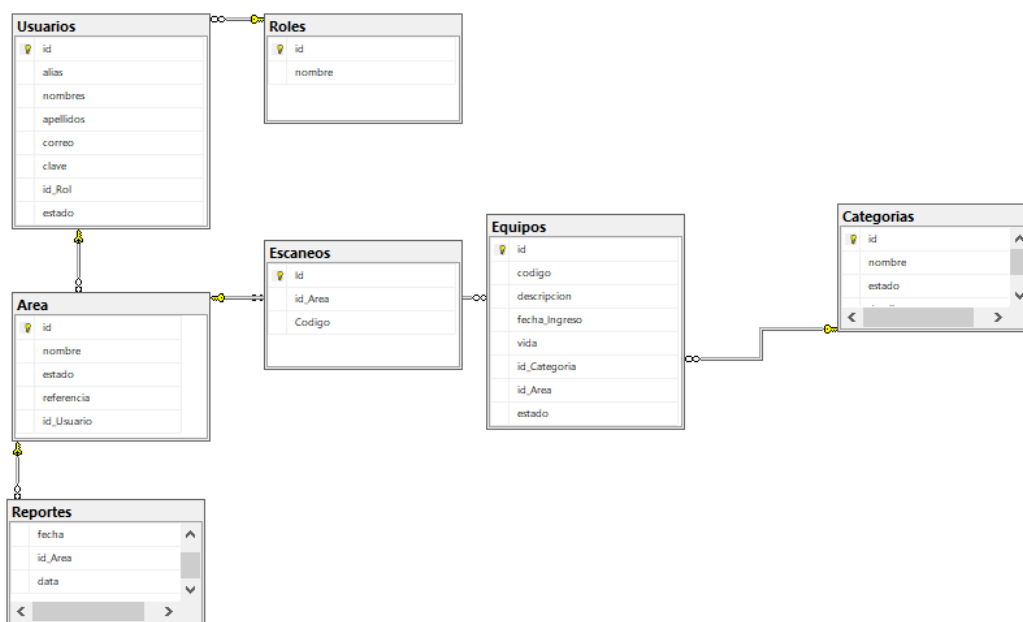 Usuarios
id
alias
nombres
apellidos
correo
clave
id_Rol
estado
Roles
id
nombre
Escaneos
Id
id_Area
Codigo
Equipos
id
codigo
descripcion
fecha_Ingreso
vida
id_Categoria
id_Area
estado
Categorias
id
nombre
estado
Area
id
nombre
estado
referencia
id_Usuario
Reportes
fecha
id_Area
data